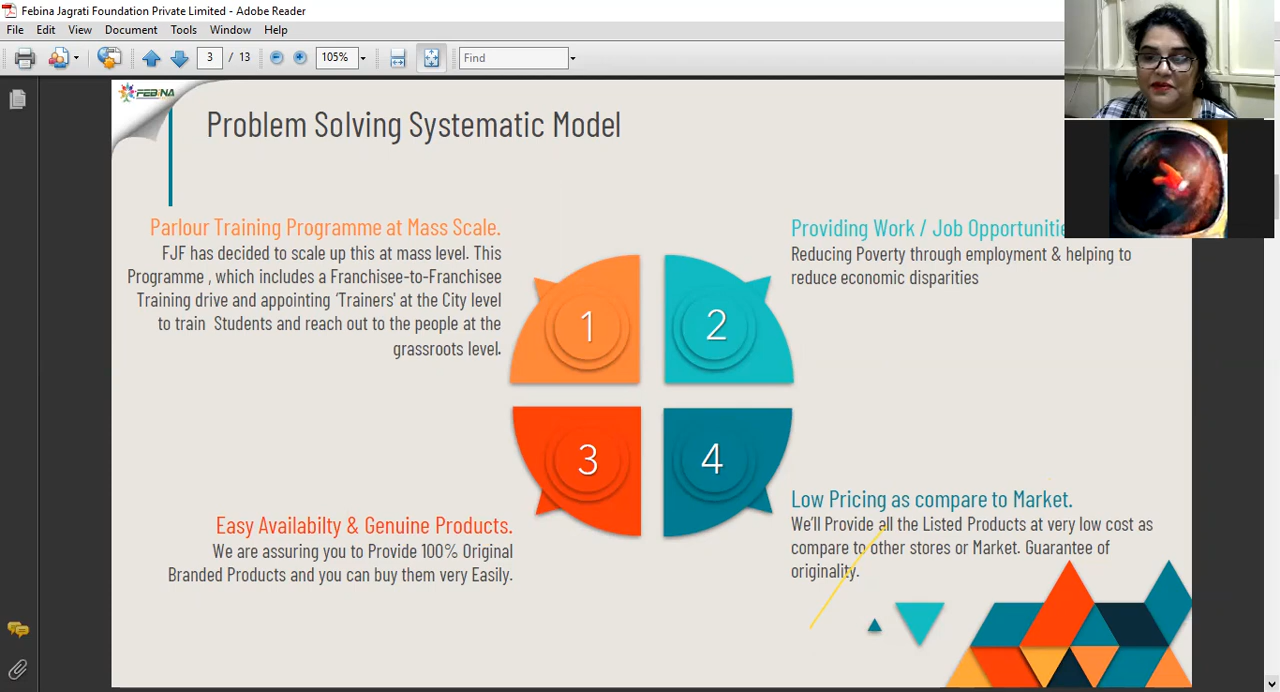 Febina Jagrati Foundation Private Limited - Adobe Reader
File Edit View Document Tools Window Help
3 / 13 105% Find
FEBINA
Problem Solving Systematic Model
Parlour Training Programme at Mass Scale.
FJF has decided to scale up this at mass level. This
Programme , which includes a Franchisee-to-Franchisee
Training drive and appointing 'Trainers' at the City level
to train Students and reach out to the people at the
grassroots level.
Providing Work / Job Opportunitie
Reducing Poverty through employment & helping to
reduce economic disparities
1
2
3
4
Easy Availabilty & Genuine Products.
We are assuring you to Provide 100% Original
Branded Products and you can buy them very Easily.
Low Pricing as compare to Market.
We'll Provide all the Listed Products at very low cost as
compare to other stores or Market. Guarantee of
originality.